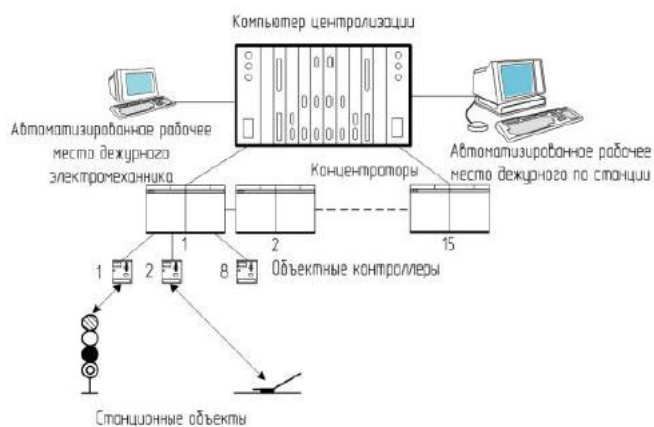 Компьютер централизации
Автоматизированное рабочее
место дежурного
электромеханника
Автоматизированное рабочее
место дежурного по станции
Концентраторы
1
2
15
1
2
8
Объектные контроллеры
Станционные объекты